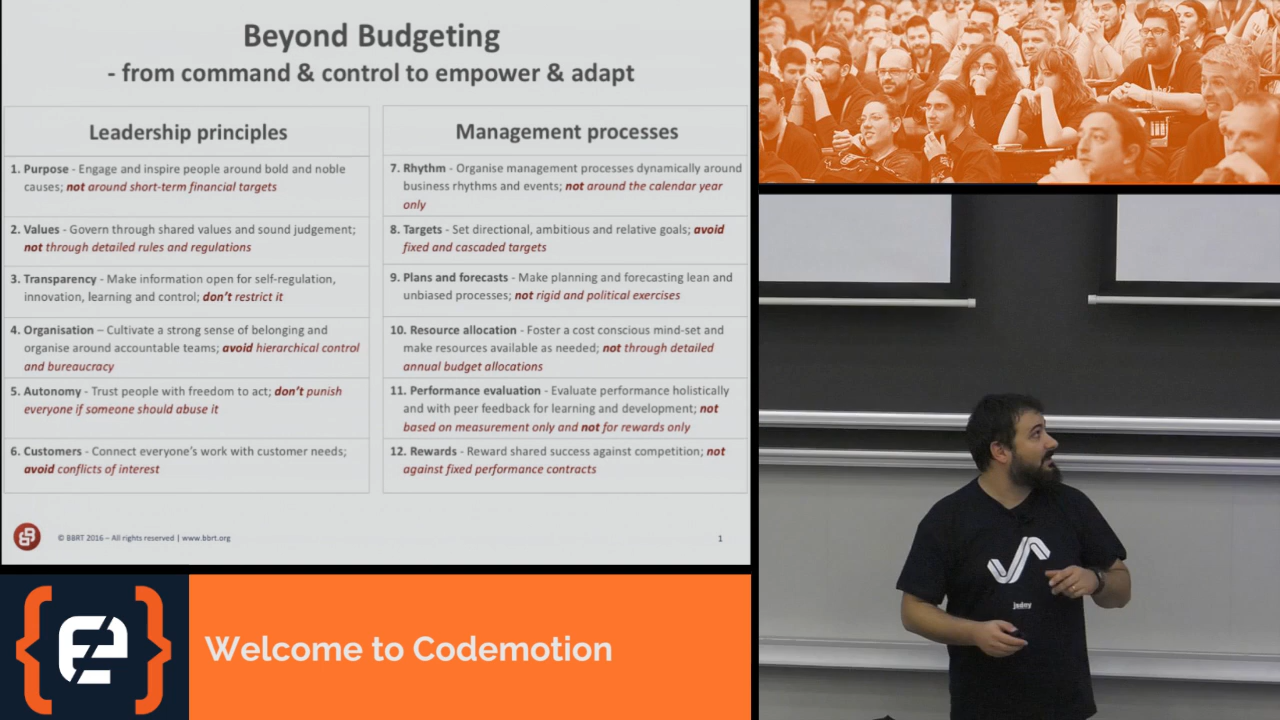 Beyond Budgeting
- from command & control to empower & adapt
Leadership principles
1. Purpose - Engage and inspire people around bold and noble
causes; not around short-term financial targets
2. Values - Govern through shared values and sound judgement;
not through detailed rules and regulations
3. Transparency - Make information open for self-regulation,
innovation, learning and control; don't restrict it
4. Organisation – Cultivate a strong sense of belonging and
organise around accountable teams; avoid hierarchical control
and bureaucracy
5. Autonomy - Trust people with freedom to act; don't punish
everyone if someone should abuse it
6. Customers - Connect everyone's work with customer needs;
avoid conflicts of interest
Management processes
7. Rhythm - Organise management processes dynamically around
business rhythms and events; not around the calendar year
only
8. Targets - Set directional, ambitious and relative goals; avoid
fixed and cascaded targets
9. Plans and forecasts - Make planning and forecasting lean and
unbiased processes; not rigid and political exercises
10. Resource allocation - Foster a cost conscious mind-set and
make resources available as needed; not through detailed
annual budget allocations
11. Performance evaluation - Evaluate performance holistically
and with peer feedback for learning and development; not
based on measurement only and not for rewards only
12. Rewards - Reward shared success against competition; not
against fixed performance contracts
© BBRT 2016 – All rights reserved | www.bbrt.org
1
Welcome to Codemotion